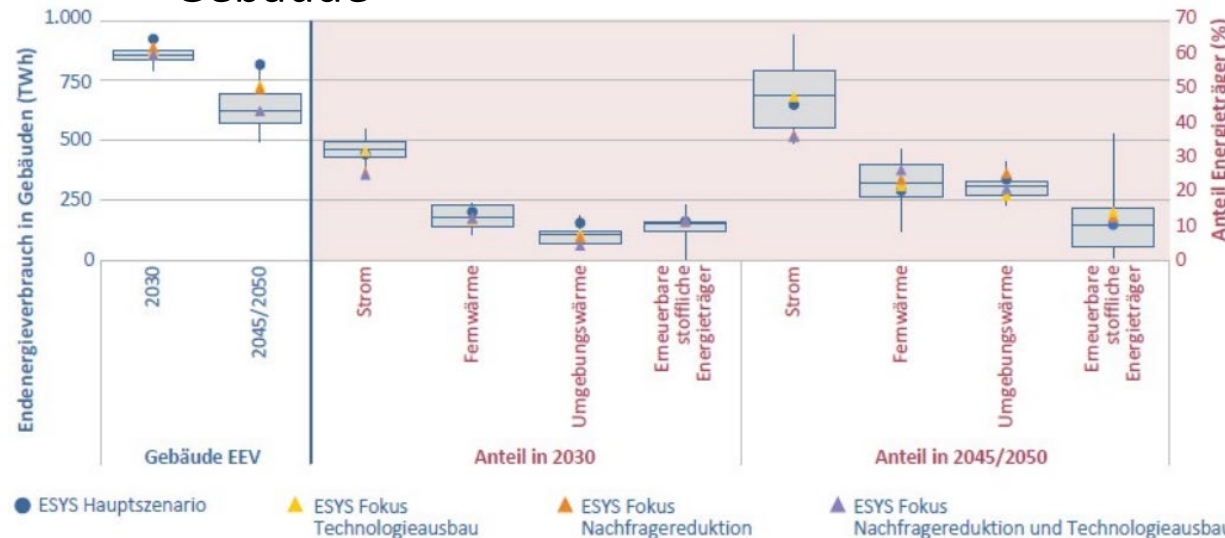 Gebäude
Endenergieverbrauch in Gebäuden (TWh)
1.000
750
500
250
0
70
60
50
40
30
20
10
0
Anteil Energieträger (%)
2030
2045/2050
Strom
Fernwärme
Umgebungswärme
Erneuerbare
stoffliche
Energieträger
Strom
Fernwärme
Umgebungswärme
Erneuerbare
stoffliche
Energieträger
Gebäude EEV
Anteil in 2030
Anteil in 2045/2050
ESYS Hauptszenario
ESYS Fokus
Technologieausbau
ESYS Fokus
Nachfragereduktion
ESYS Fokus
Nachfragereduktion und Technologieausbau